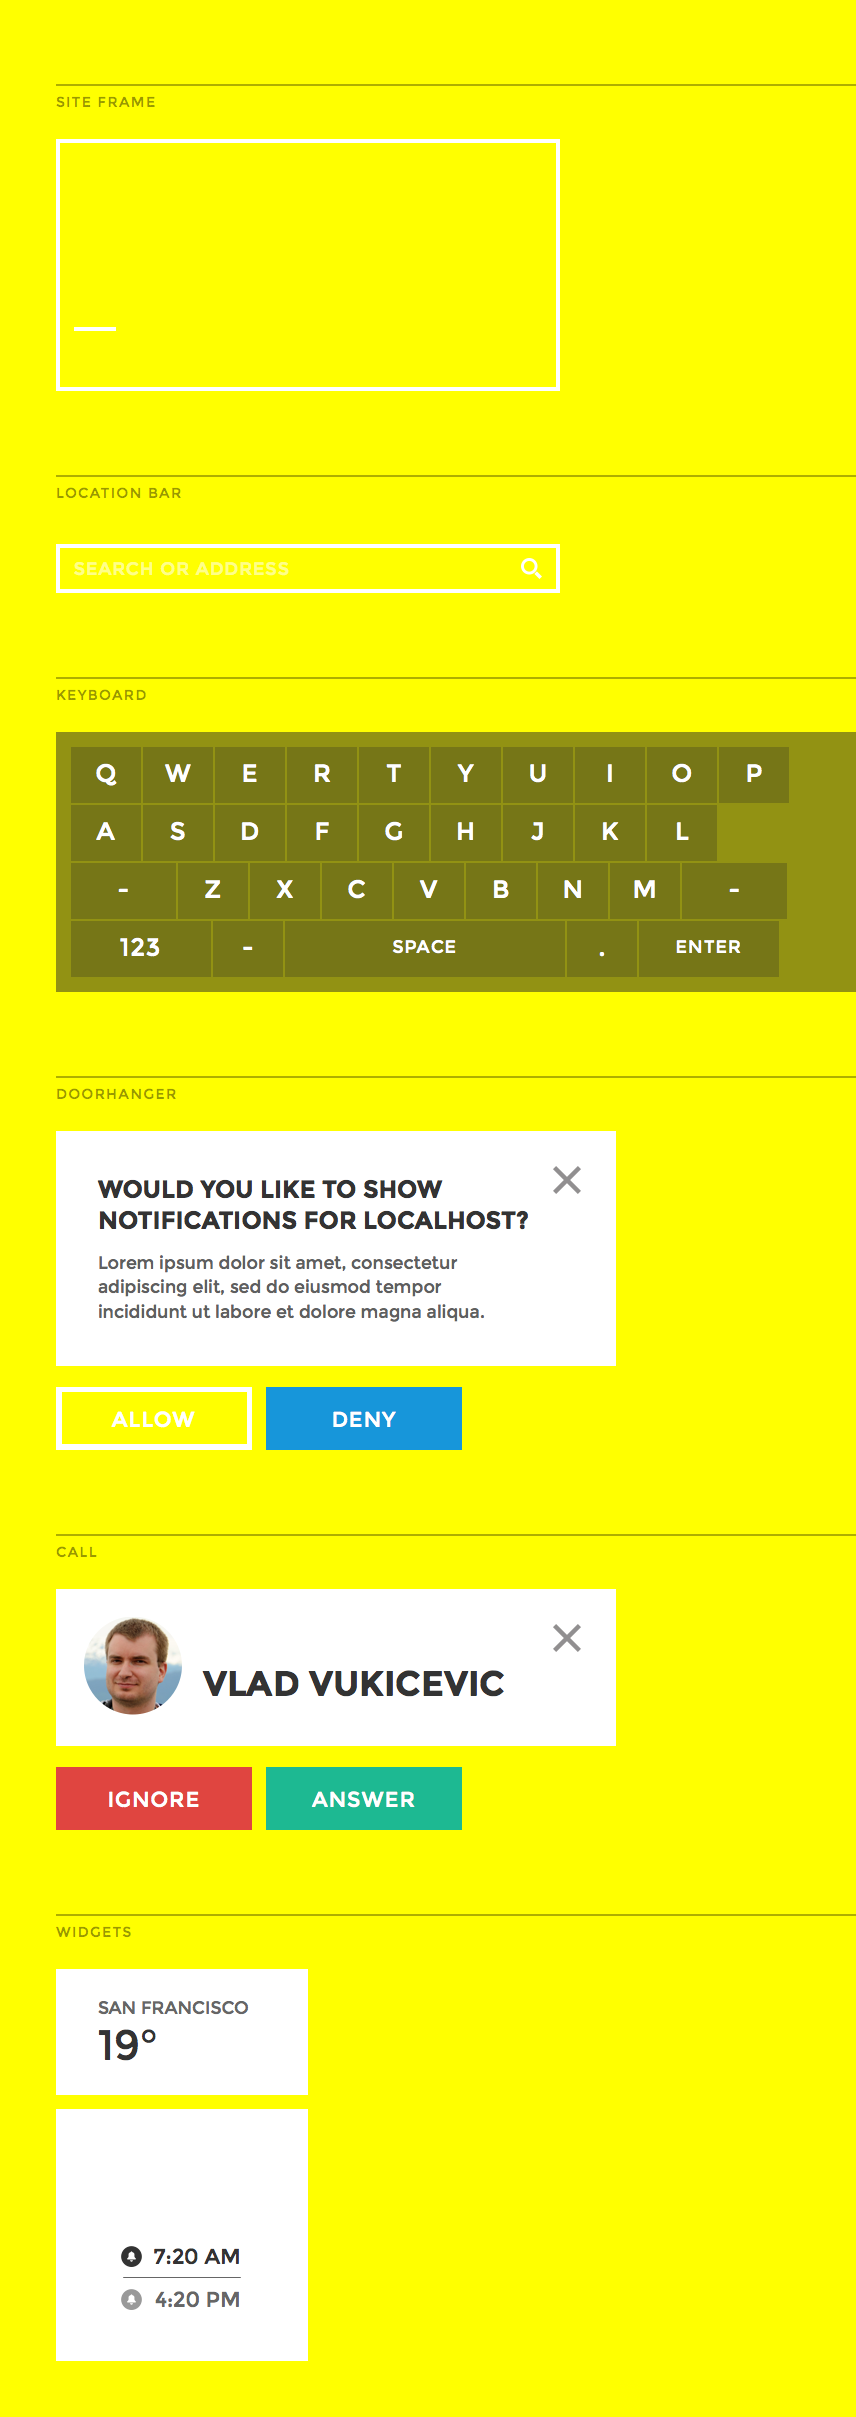 SITE FRAME
LOCATION BAR
SEARCH OR ADDRESS
KEYBOARD
Q W E R T Y U I O P
A S D F G H J K L
- Z X C V B N M -
123 - SPACE . ENTER
DOORHANGER
WOULD YOU LIKE TO SHOW
NOTIFICATIONS FOR LOCALHOST?
Lorem ipsum dolor sit amet, consectetur
adipiscing elit, sed do eiusmod tempor
incididunt ut labore et dolore magna aliqua.
ALLOW DENY
CALL
VLAD VUKICEVIC
IGNORE ANSWER
WIDGETS
SAN FRANCISCO
19°
7:20 AM
4:20 PM